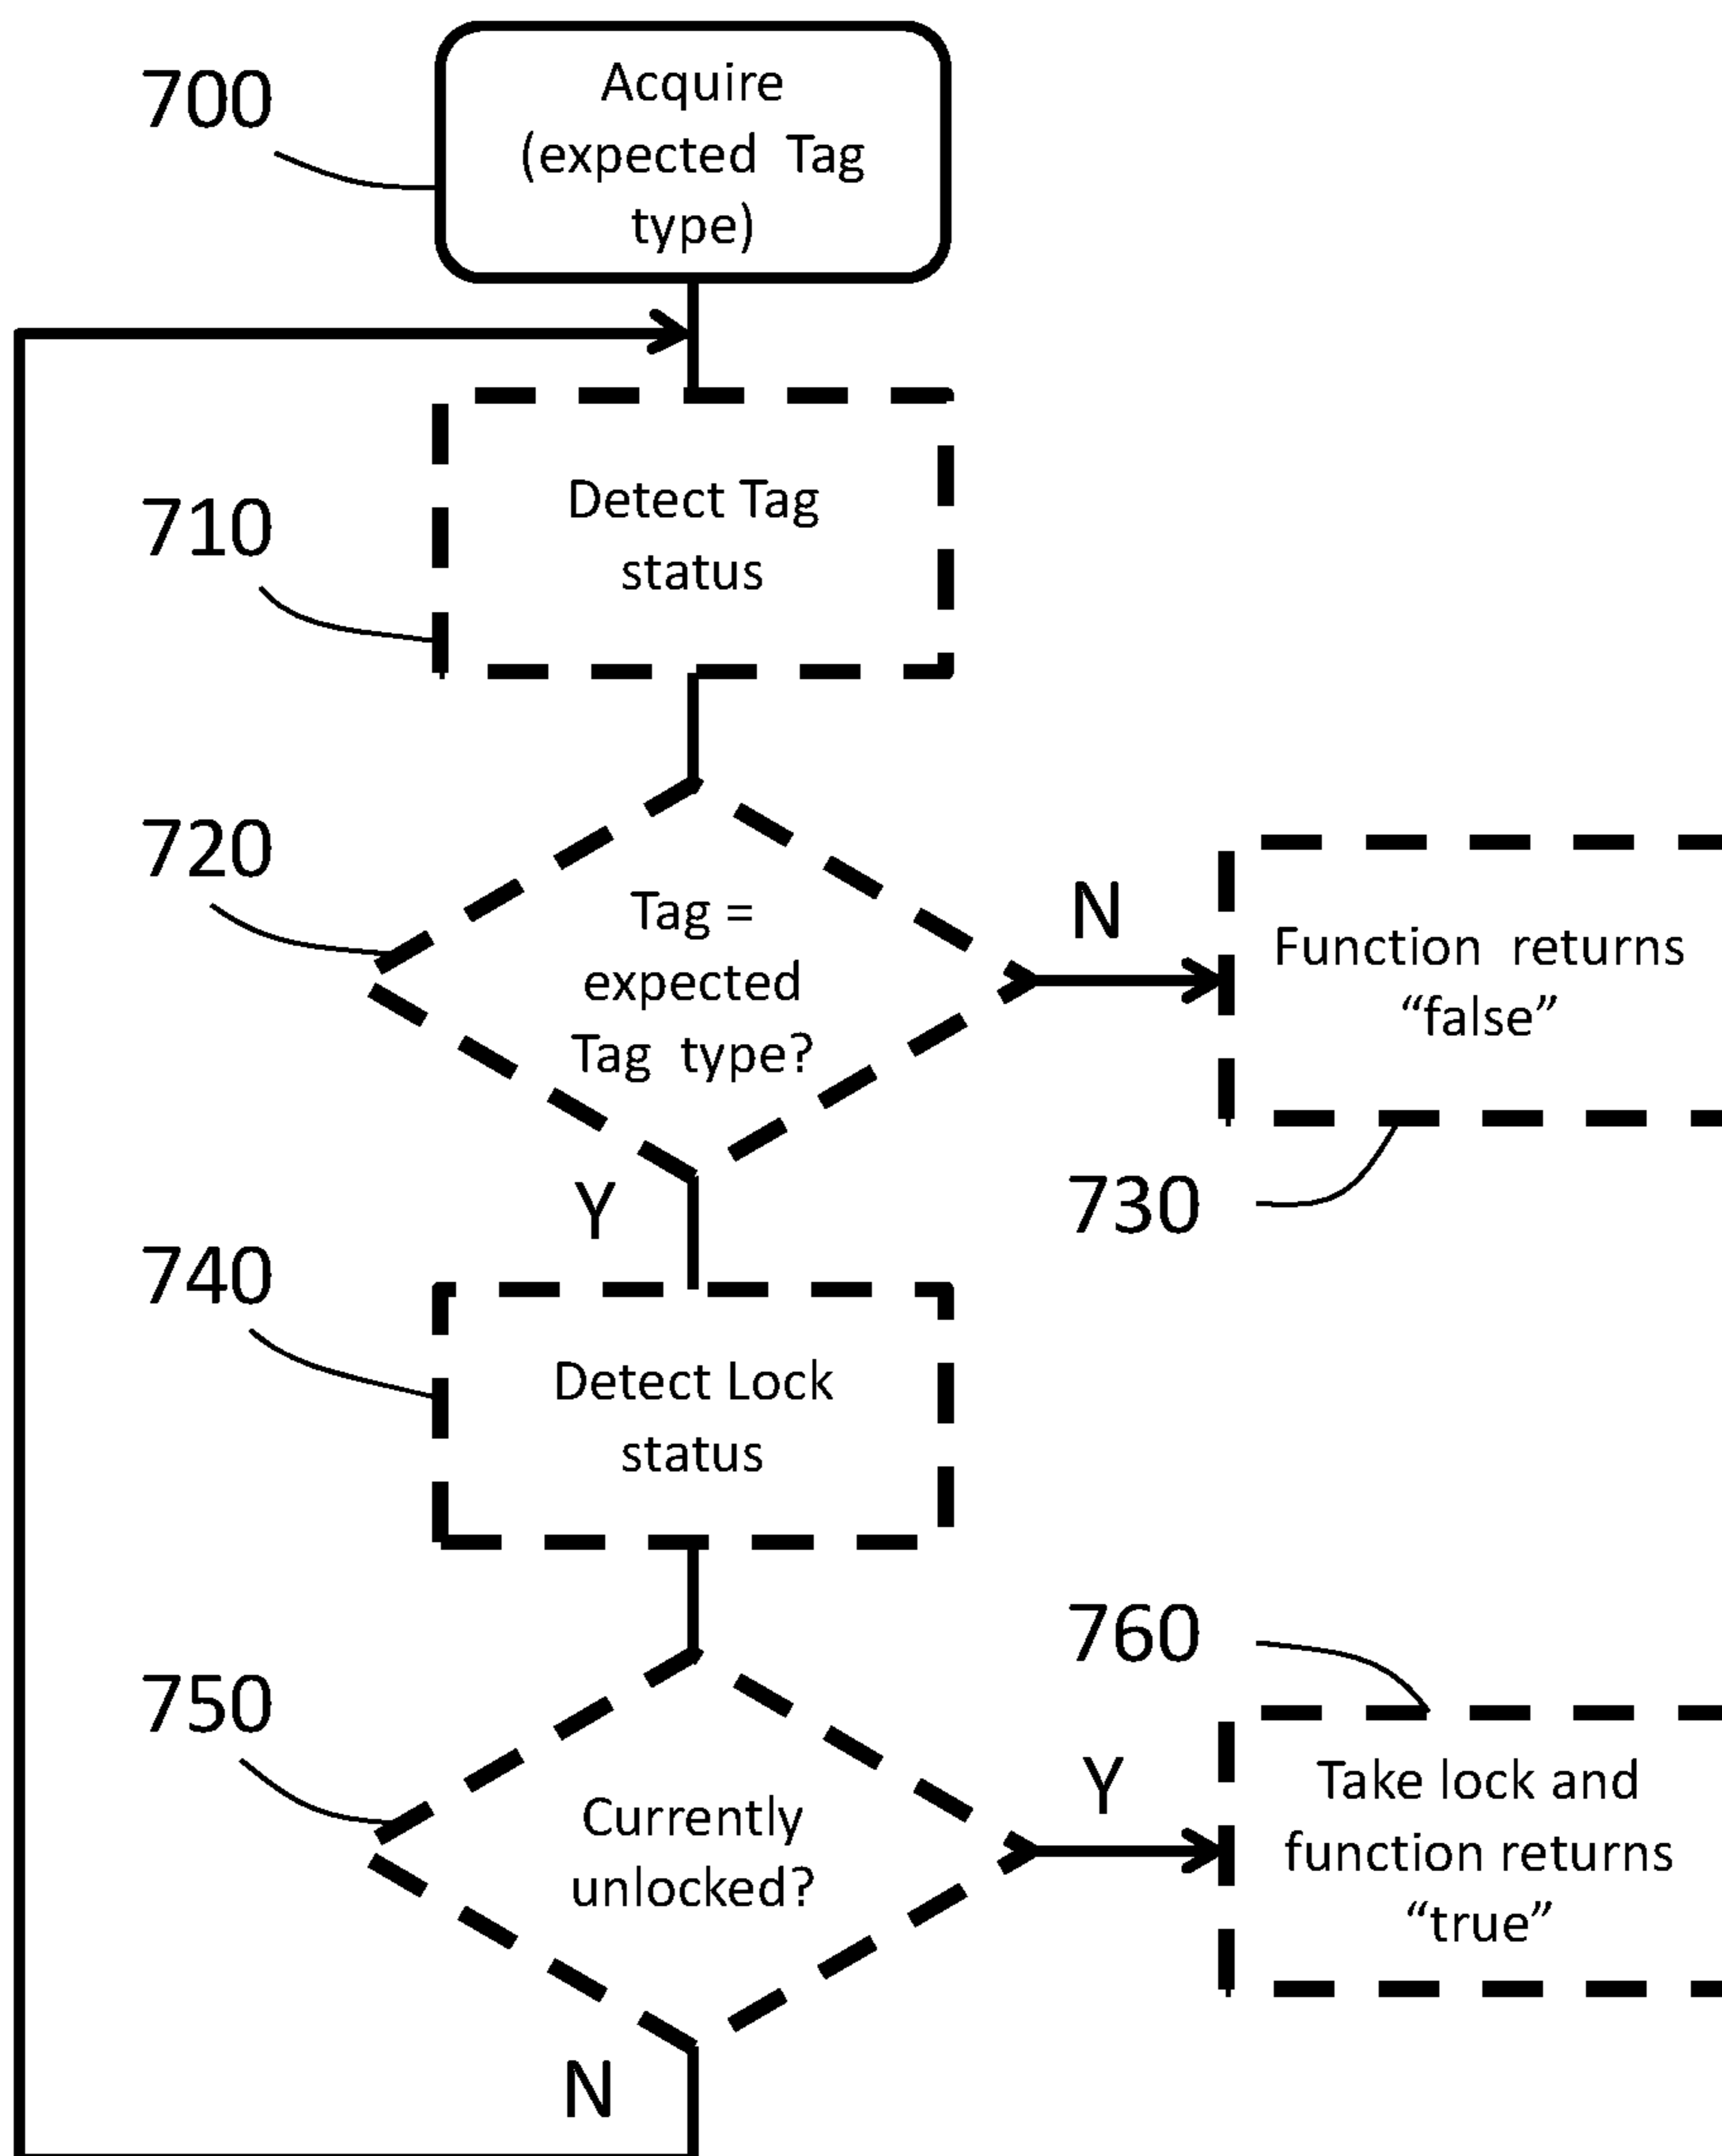 700
Acquire
(expected Tag
type)
710
Detect Tag
status
720
Tag =
expected
Tag type?
N
Function returns
“false”
730
Y
740
Detect Lock
status
750
Currently
unlocked?
Y
760
Take lock and
function returns
“true”
N